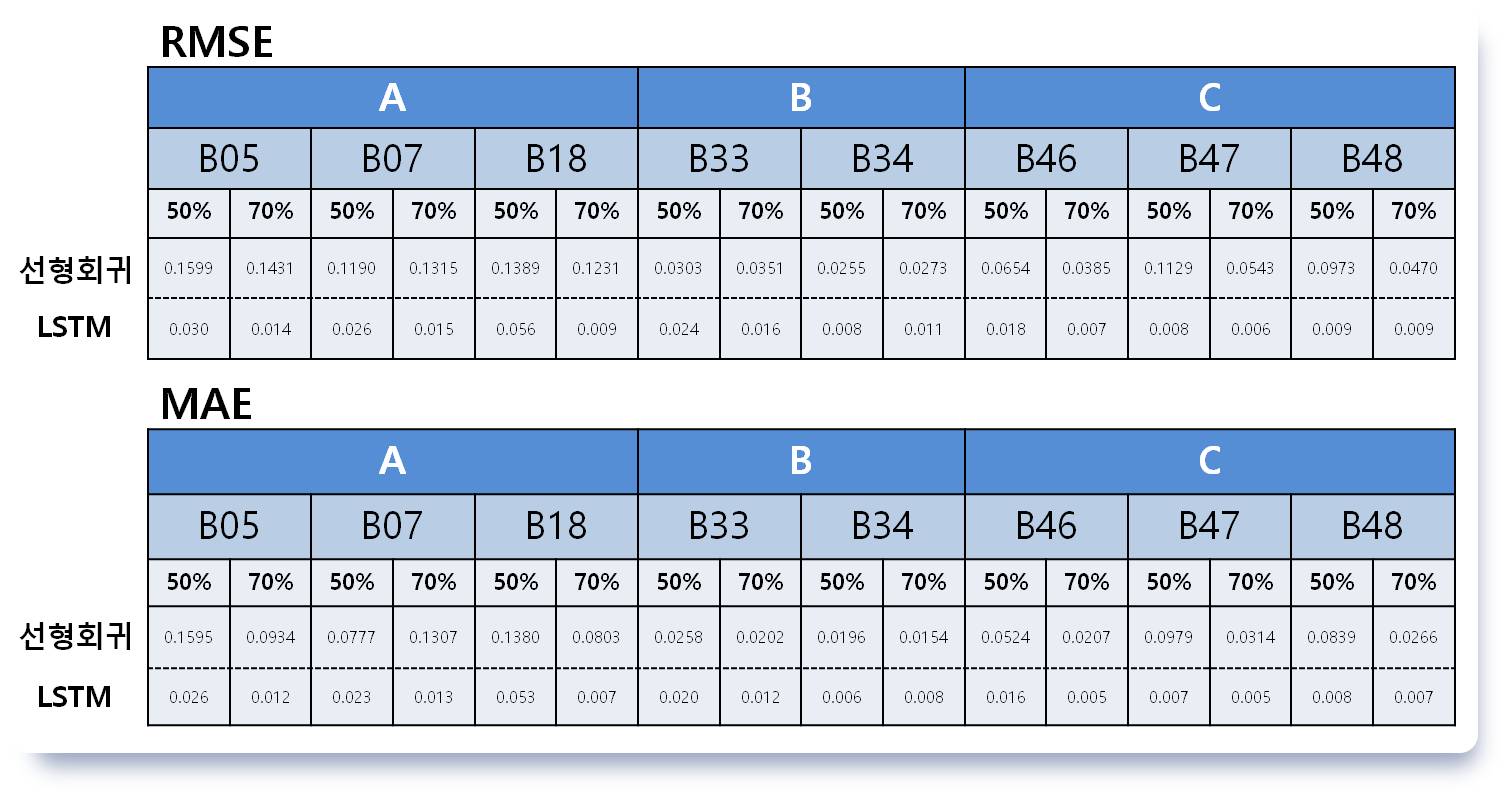 RMSE
A B C
B05 B07 B18 B33 B34 B46 B47 B48
50% 70% 50% 70% 50% 70% 50% 70% 50% 70% 50% 70% 50% 70% 50% 70%
선형회귀 0.1599 0.1431 0.1190 0.1315 0.1389 0.1231 0.0303 0.0351 0.0255 0.0273 0.0654 0.0385 0.1129 0.0543 0.0973 0.0470
LSTM 0.030 0.014 0.026 0.015 0.056 0.009 0.024 0.016 0.008 0.011 0.018 0.007 0.008 0.006 0.009 0.009
MAE
A B C
B05 B07 B18 B33 B34 B46 B47 B48
50% 70% 50% 70% 50% 70% 50% 70% 50% 70% 50% 70% 50% 70% 50% 70%
선형회귀 0.1595 0.0934 0.0777 0.1307 0.1380 0.0803 0.0258 0.0202 0.0196 0.0154 0.0524 0.0207 0.0979 0.0314 0.0839 0.0266
LSTM 0.026 0.012 0.023 0.013 0.053 0.007 0.020 0.012 0.006 0.008 0.016 0.005 0.007 0.005 0.008 0.007